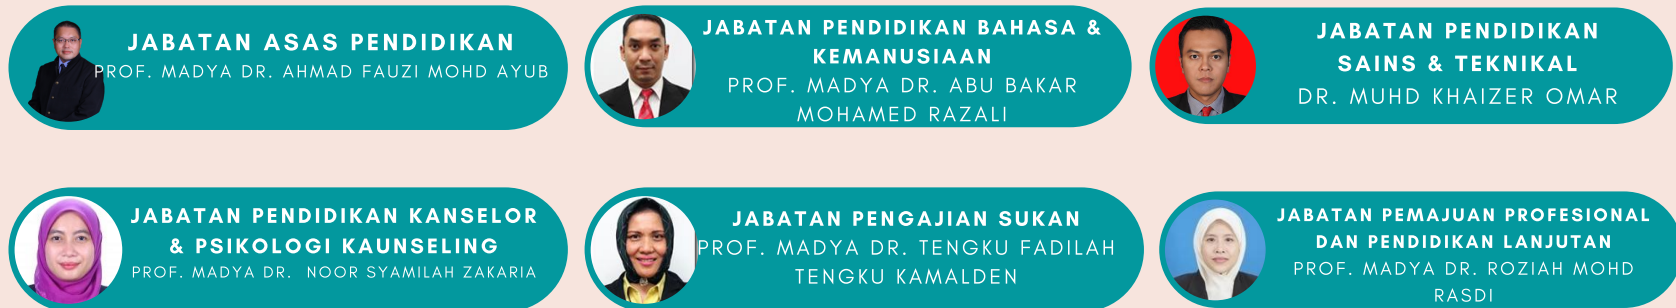 JABATAN ASAS PENDIDIKAN
PROF. MADYA DR. AHMAD FAUZI MOHD AYUB
JABATAN PENDIDIKAN BAHASA &
KEMANUSIAAN
PROF. MADYA DR. ABU BAKAR
MOHAMED RAZALI
JABATAN PENDIDIKAN
SAINS & TEKNIKAL
DR. MUHD KHAIZER OMAR
JABATAN PENDIDIKAN KANSELOR
& PSIKOLOGI KAUNSELING
PROF. MADYA DR. NOOR SYAMILAH ZAKARIA
JABATAN PENGAJIAN SUKAN
PROF. MADYA DR. TENGKU FADILAH
TENGKU KAMALDEN
JABATAN PEMAJUAN PROFESIONAL
DAN PENDIDIKAN LANJUTAN
PROF. MADYA DR. ROZIAH MOHD
RASDI